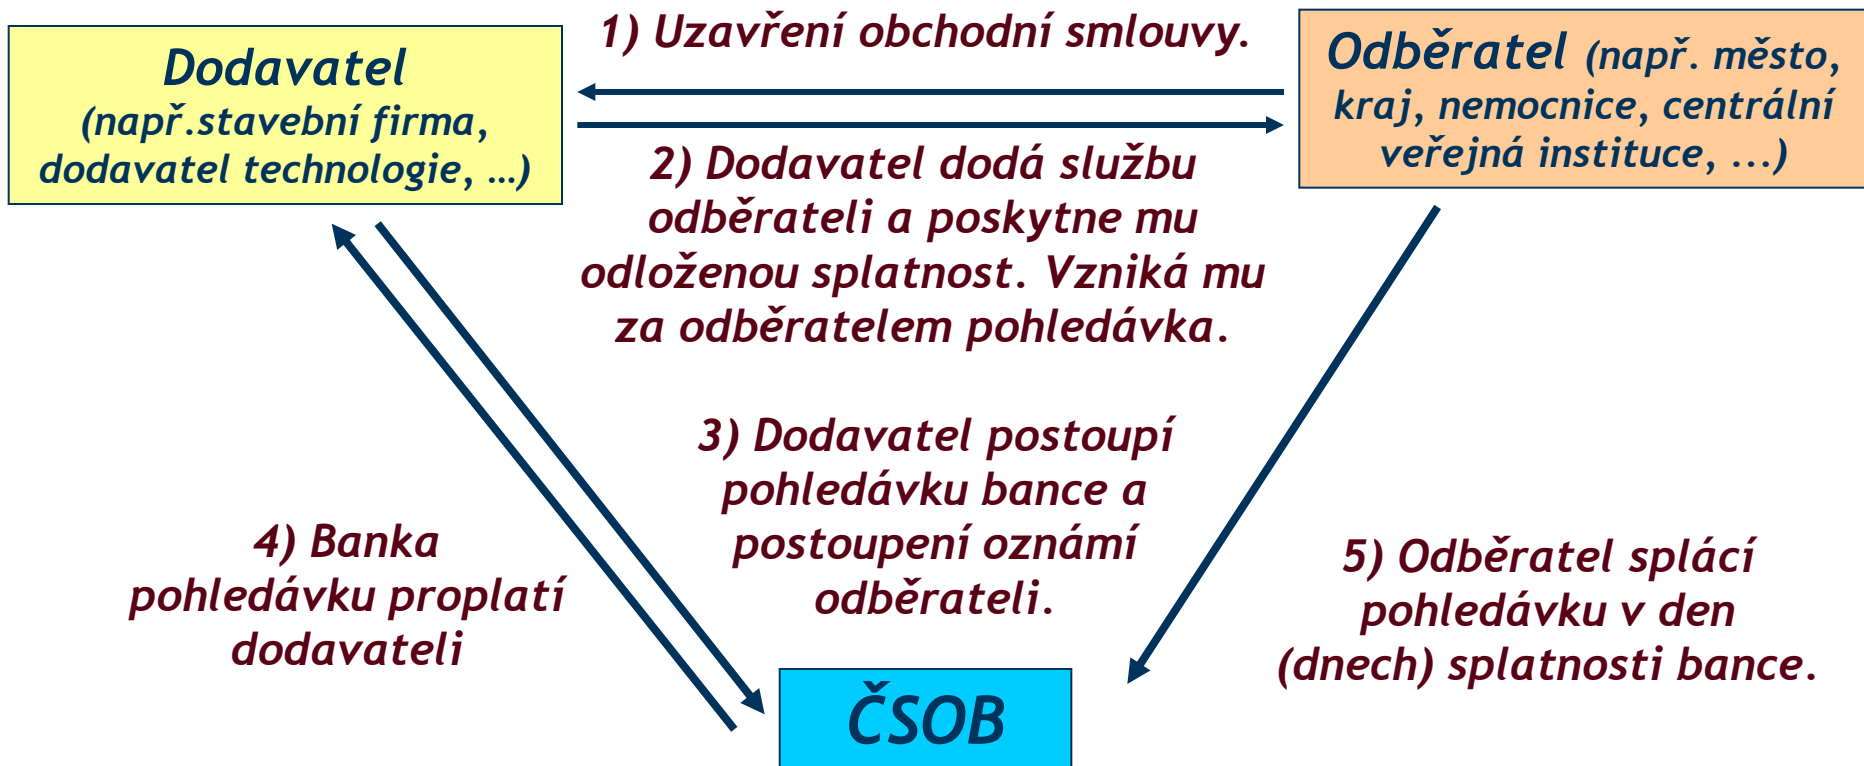 1) Uzavření obchodní smlouvy.
Dodavatel
(např.stavební firma,
dodavatel technologie, …)
Odběratel (např. město,
kraj, nemocnice, centrální
veřejná instituce, ...)
2) Dodavatel dodá službu
odběrateli a poskytne mu
odloženou splatnost. Vzniká mu
za odběratelem pohledávka.
3) Dodavatel postoupí
pohledávku bance a
postoupení oznámí
odběrateli.
4) Banka
pohledávku proplatí
dodavateli
5) Odběratel splácí
pohledávku v den
(dnech) splatnosti bance.
ČSOB